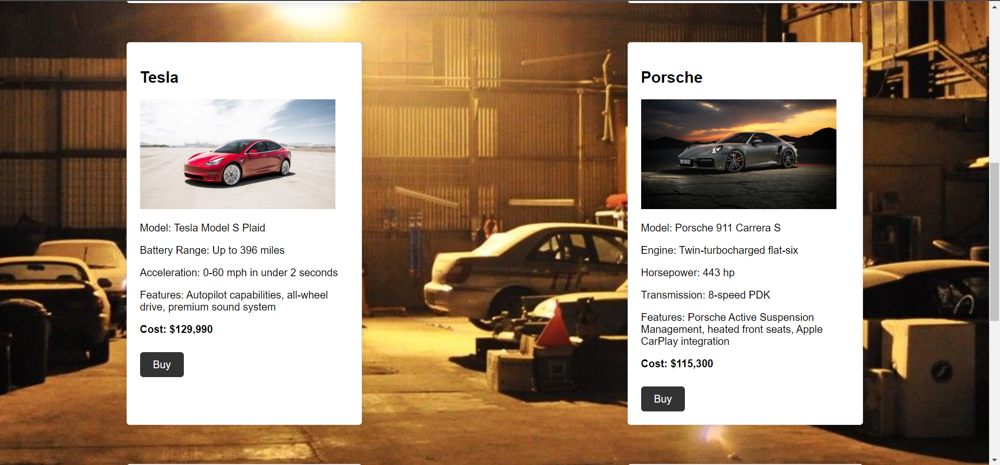 Tesla
Model: Tesla Model S Plaid
Battery Range: Up to 396 miles
Acceleration: 0-60 mph in under 2 seconds
Features: Autopilot capabilities, all-wheel
drive, premium sound system
Cost: $129,990
Buy
Porsche
Model: Porsche 911 Carrera S
Engine: Twin-turbocharged flat-six
Horsepower: 443 hp
Transmission: 8-speed PDK
Features: Porsche Active Suspension
Management, heated front seats, Apple
CarPlay integration
Cost: $115,300
Buy